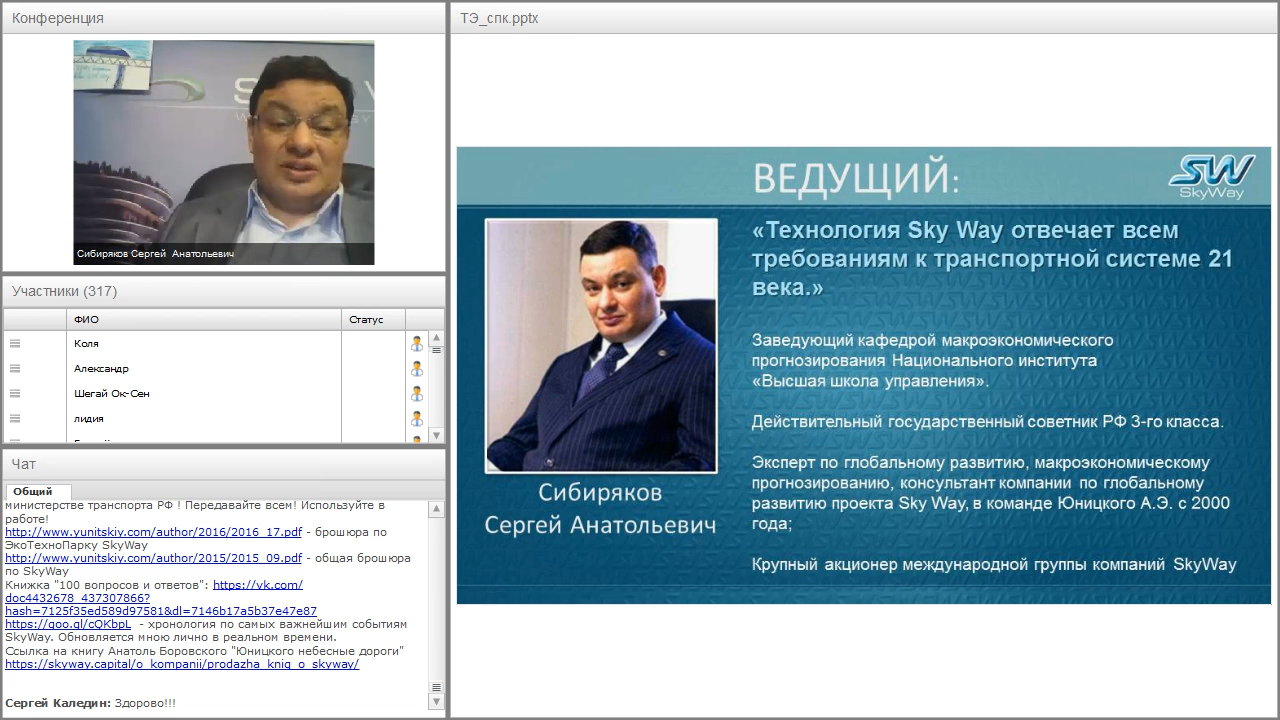 Конференция
Сибиряков Сергей Анатольевич
Участники (317)
ФИО
Статус
Коля
Александр
Шегай Ок-Сен
лидия
Чат
Общий
министерстве транспорта РФ ! Передавайте всем! Используйте в
работе!
http://www.yunitskiy.com/author/2016/2016_17.pdf - брошюра по
ЭкоТехноПарку SkyWay
http://www.yunitskiy.com/author/2015/2015_09.pdf - общая брошюра
по SkyWay
Книжка "100 вопросов и ответов": https://vk.com/
doc4432678_437307866?
hash=7125f35ed589d97581&dl=7146b17a5b37e47e87
https://goo.gl/cQKbpL - хронология по самых важнейшим событиям
SkyWay. Обновляется мною лично в реальном времени.
Ссылка на книгу Анатоль Боровского "Юницкого небесные дороги"
https://skyway.capital/o_kompanii/prodazha_knig_o_skyway/
Сергей Каледин: Здорово!!!
ТЭ_спк.pptx
ВЕДУЩИЙ:
SW
SkyWay
«Технология Sky Way отвечает всем
требованиям к транспортной системе 21
века.»
Заведующий кафедрой макроэкономического
прогнозирования Национального института
«Высшая школа управления».
Действительный государственный советник РФ 3-го класса.
Эксперт по глобальному развитию, макроэкономическому
прогнозированию, консультант компании по глобальному
развитию проекта Sky Way, в команде Юницкого А.Э. с 2000
года;
Крупный акционер международной группы компаний SkyWay
Сибиряков
Сергей Анатольевич